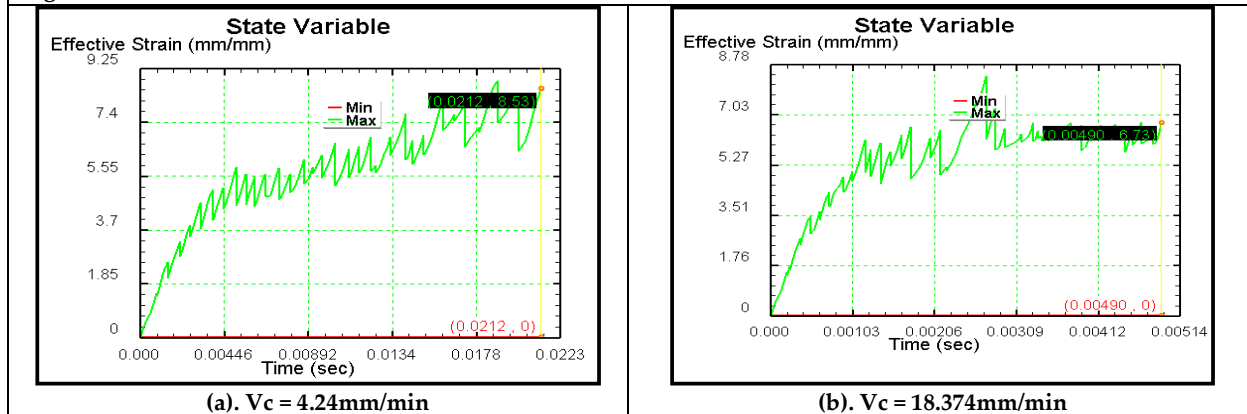 State Variable
Effective Strain (mm/mm)
9.25
7.4
5.55
3.7
1.85
0
Min
Max
(0.0212 , 8.53)
(0.0212 , 0)
0.000 0.00446 0.00892 0.0134 0.0178 0.0223
Time (sec)
(a). Vc = 4.24mm/min
State Variable
Effective Strain (mm/mm)
8.78
7.03
5.27
3.51
1.76
0
Min
Max
(0.00490 , 6.73)
(0.00490 , 0)
0.000 0.00103 0.00206 0.00309 0.00412 0.00514
Time (sec)
(b). Vc = 18.374mm/min